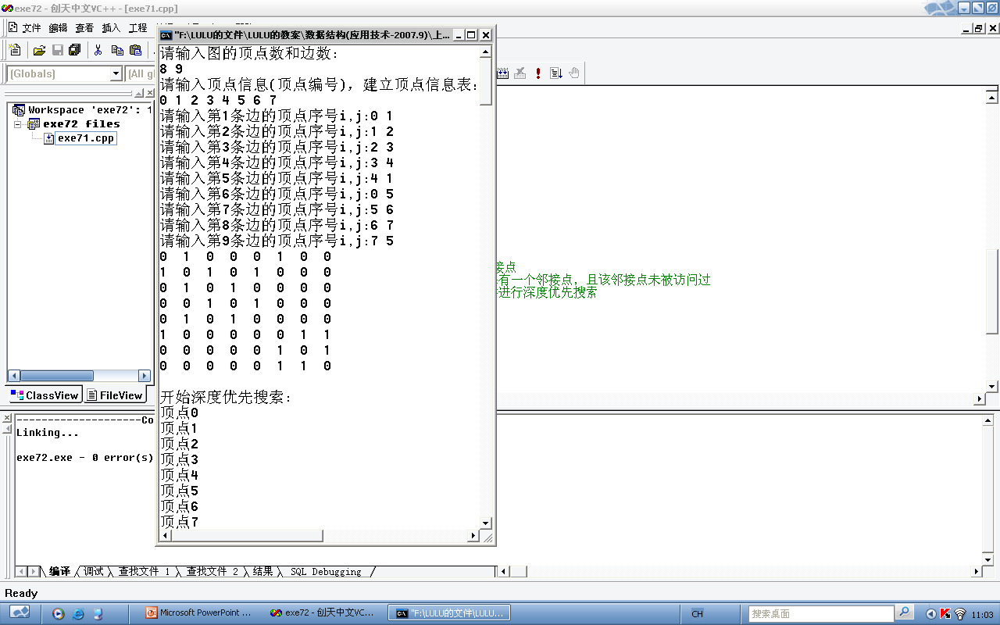 exe72 - 创天中文VC++ - [exe71.cpp]
文件 编辑 查看 插入 工程
[Globals] [All g
Workspace 'exe72': 1
exe72 files
exe71.cpp
ClassView FileView
"F:\LULU的文件\LULU的教案\数据结构(应用技术-2007.9)\上...
请输入图的顶点数和边数:
8 9
请输入顶点信息(顶点编号), 建立顶点信息表:
0 1 2 3 4 5 6 7
请输入第1条边的顶点序号i,j:0 1
请输入第2条边的顶点序号i,j:1 2
请输入第3条边的顶点序号i,j:2 3
请输入第4条边的顶点序号i,j:3 4
请输入第5条边的顶点序号i,j:4 1
请输入第6条边的顶点序号i,j:0 5
请输入第7条边的顶点序号i,j:5 6
请输入第8条边的顶点序号i,j:6 7
请输入第9条边的顶点序号i,j:7 5
0 1 0 0 0 1 0 0
1 0 1 0 1 0 0 0
0 1 0 1 0 0 0 0
0 0 1 0 1 0 0 0
0 1 0 1 0 0 0 0
1 0 0 0 0 0 1 1
0 0 0 0 0 1 0 1
0 0 0 0 0 1 1 0
开始深度优先搜索:
顶点0
顶点1
顶点2
顶点3
顶点4
顶点5
顶点6
顶点7
接点
有一个邻接点, 且该邻接点未被访问过
进行深度优先搜索
--------------------Co
Linking...
exe72.exe - 0 error(s)
编译 调试 查找文件 1 查找文件 2 结果 SQL Debugging
Ready
Microsoft PowerPoint ... exe72 - 创天中文VC... "F:\LULU的文件\LULU... CH 搜索桌面 11:03